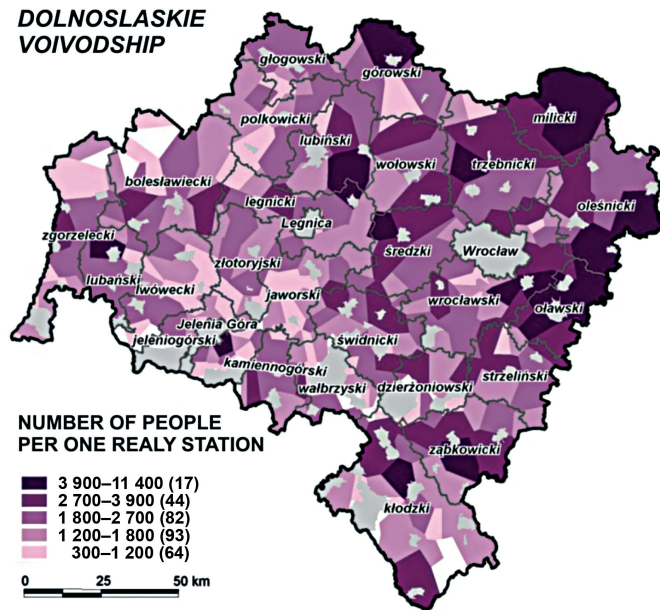 DOLNOSLASKIE
VOIVODSHIP
głogowski
górowski
milicki
polkowicki
lubiński
wołowski
trzebnicki
bolesławiecki
oleśnicki
legnicki
Legnica
zgorzelecki
średzki
Wrocław
lubański
złotoryjski
lwówecki
jaworski
wrocławski
oławski
Jelenia Góra
jeleniogórski
świdnicki
kamiennogórski
wałbrzyski
dzierżoniowski
strzeliński
NUMBER OF PEOPLE
PER ONE REALY STATION
ząbkowicki
3 900–11 400 (17)
2 700–3 900 (44)
1 800–2 700 (82)
1 200–1 800 (93)
300–1 200 (64)
kłodzki
0 25 50 km